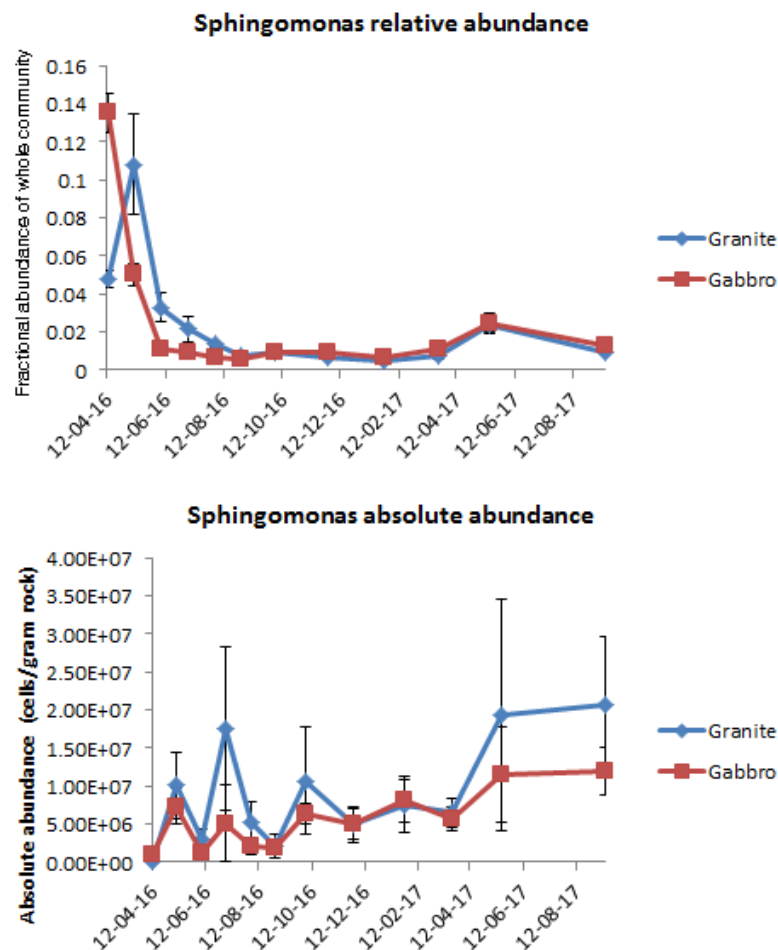 Sphingomonas relative abundance
Fractional abundance of whole community
0.16
0.14
0.12
0.1
0.08
0.06
0.04
0.02
0
12-04-16
12-06-16
12-08-16
12-10-16
12-12-16
12-02-17
12-04-17
12-06-17
12-08-17
Granite
Gabbro
Sphingomonas absolute abundance
Absolute abundance (cells/gram rock)
4.00E+07
3.50E+07
3.00E+07
2.50E+07
2.00E+07
1.50E+07
1.00E+07
5.00E+06
0.00E+00
12-04-16
12-06-16
12-08-16
12-10-16
12-12-16
12-02-17
12-04-17
12-06-17
12-08-17
Granite
Gabbro